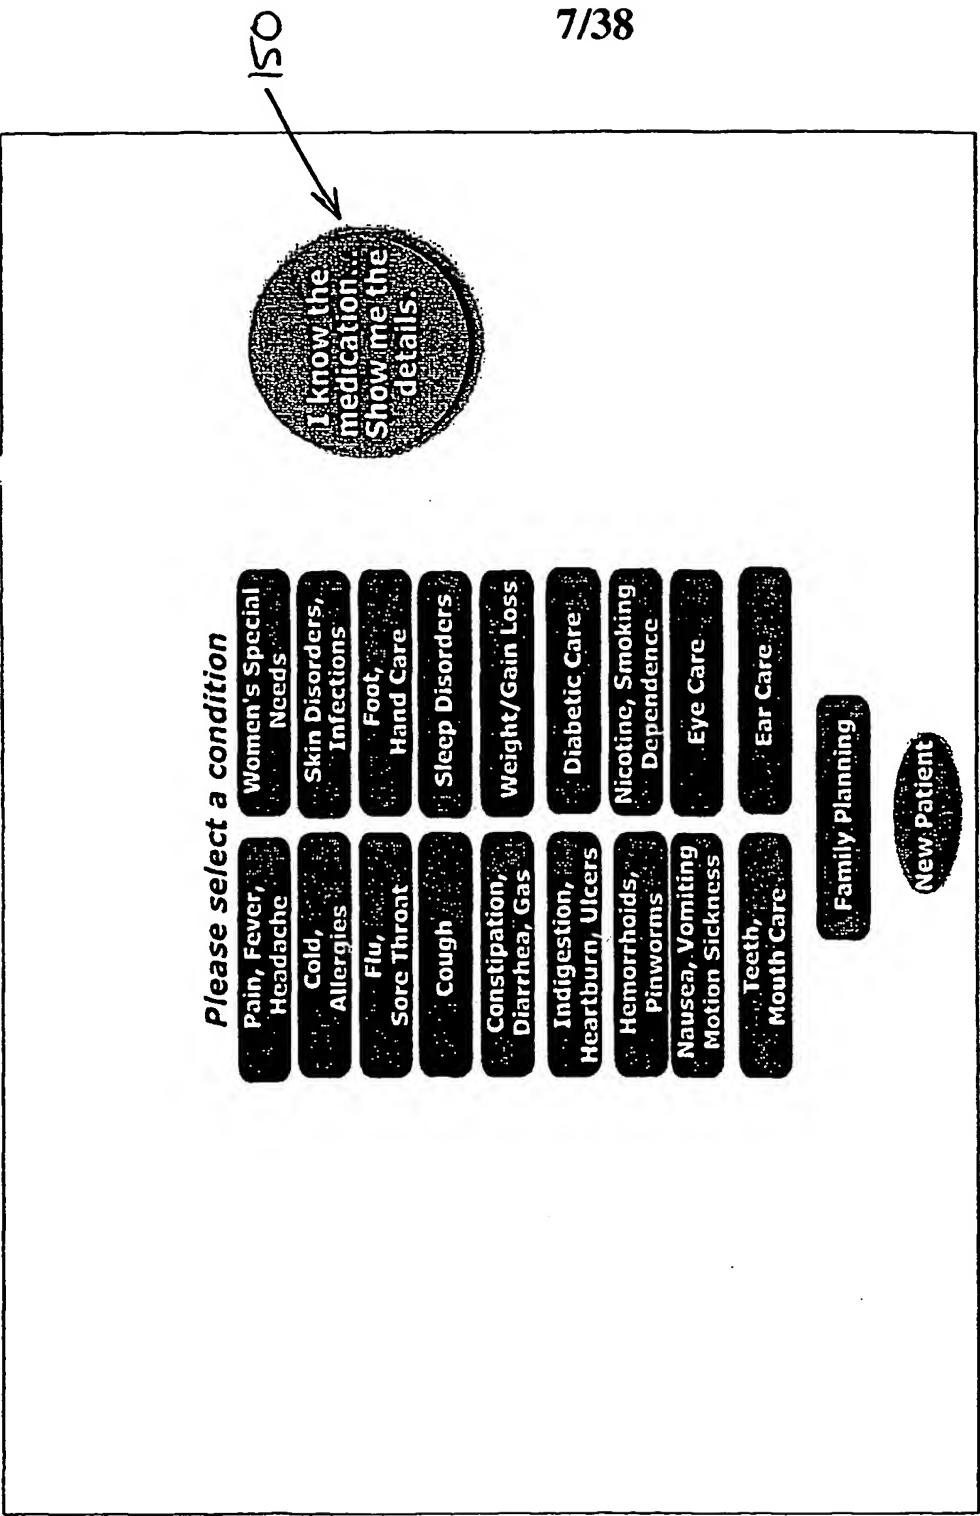 7/38
150
I know the
medication...
Show me the
details.
Please select a condition
Pain, Fever,
Headache
Women's Special
Needs
Cold,
Allergies
Skin Disorders,
Infections
Flu,
Sore Throat
Foot,
Hand Care
Cough
Sleep Disorders
Constipation,
Diarrhea, Gas
Weight/Gain Loss
Indigestion,
Heartburn, Ulcers
Diabetic Care
Hemorrhoids,
Pinworms
Nicotine, Smoking
Dependence
Nausea, Vomiting
Motion Sickness
Eye Care
Teeth,
Mouth Care
Ear Care
Family Planning
New Patient